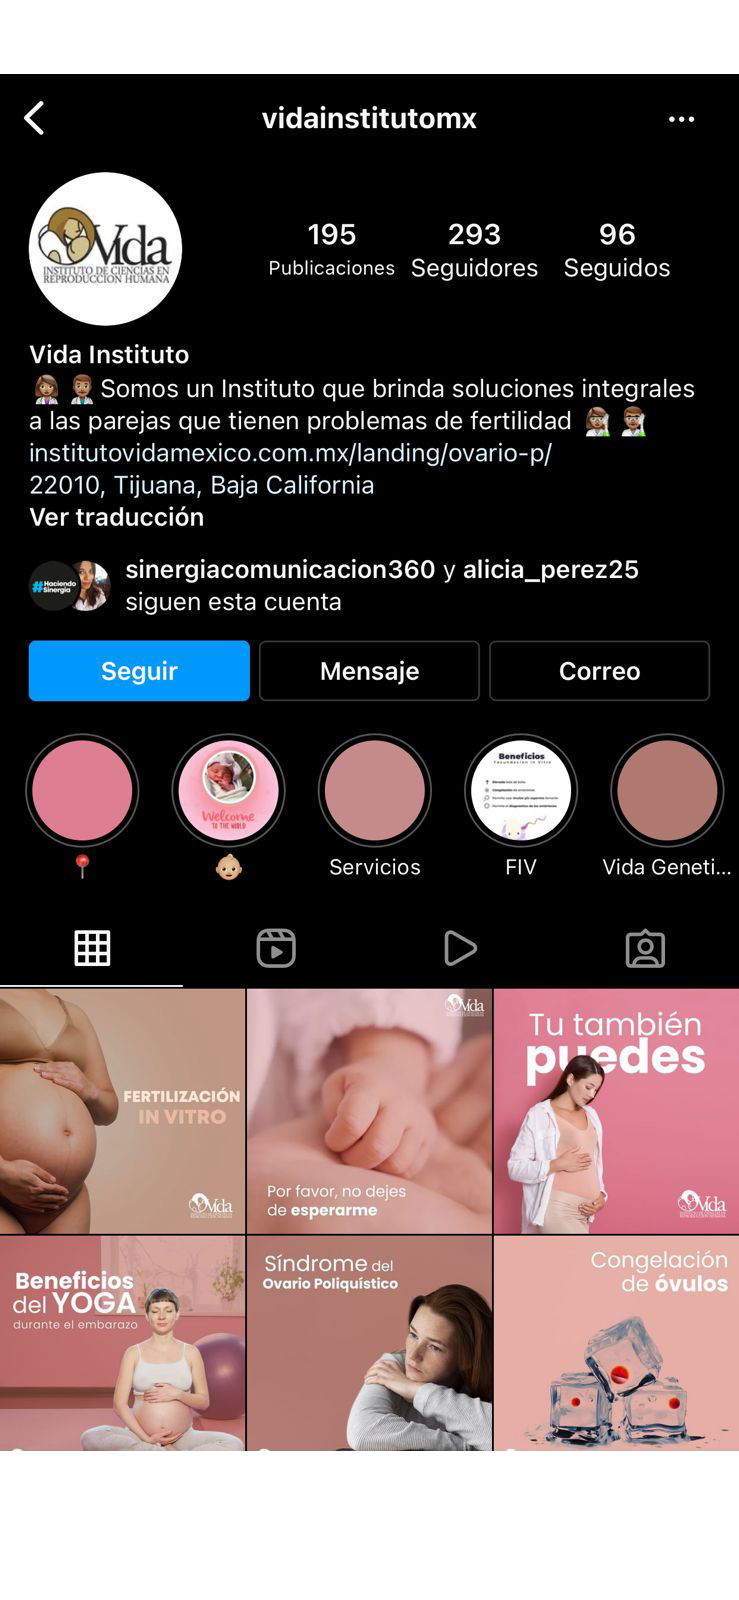 vidainstitutomx
Vida
INSTITUTO DE CIENCIAS EN
REPRODUCCION HUMANA
195
293
96
Publicaciones
Seguidores
Seguidos
Vida Instituto
👩🏽‍⚕️👨🏽‍⚕️Somos un Instituto que brinda soluciones integrales
a las parejas que tienen problemas de fertilidad 👩🏽‍🔬👨🏽‍🔬
institutovidamexico.com.mx/landing/ovario-p/
22010, Tijuana, Baja California
Ver traducción
#Haciendo
Sinergia
sinergiacomunicacion360 y alicia_perez25
siguen esta cuenta
Seguir
Mensaje
Correo
Welcome
TO THE WORLD
Beneficios
Fecundación in Vitro
Servicios
FIV
Vida Geneti...
FERTILIZACIÓN
IN VITRO
Vida
Vida
Por favor, no dejes
de esperarme
Tu también
puedes
Vida
Beneficios
del YOGA
durante el embarazo
Síndrome del
Ovario Poliquístico
Congelación
de óvulos